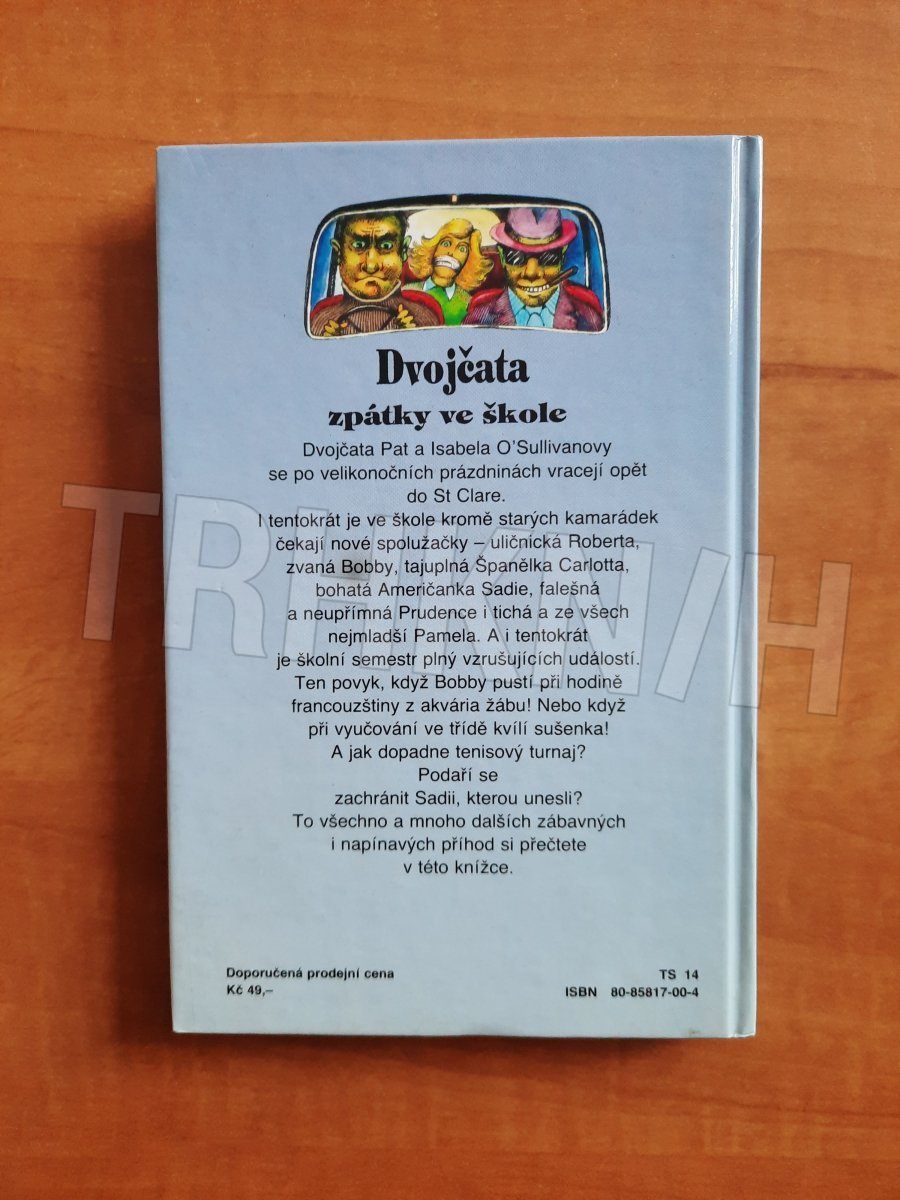 Dvojčata
zpátky ve škole
Dvojčata Pat a Isabela O'Sullivanovy
se po velikonočních prázdninách vracejí opět
do St Clare.
I tentokrát je ve škole kromě starých kamarádek
čekají nové spolužačky – uličnická Roberta,
zvaná Bobby, tajuplná Španělka Carlotta,
bohatá Američanka Sadie, falešná
a neupřímná Prudence i tichá a ze všech
nejmladší Pamela. A i tentokrát
je školní semestr plný vzrušujících událostí.
Ten povyk, když Bobby pustí při hodině
francouzštiny z akvária žábu! Nebo když
při vyučování ve třídě kvílí sušenka!
A jak dopadne tenisový turnaj?
Podaří se
zachránit Sadii, kterou unesli?
To všechno a mnoho dalších zábavných
i napínavých příhod si přečtete
v této knížce.
Doporučená prodejní cena
Kč 49,–
TS 14
ISBN 80-85817-00-4
TRHKNIH